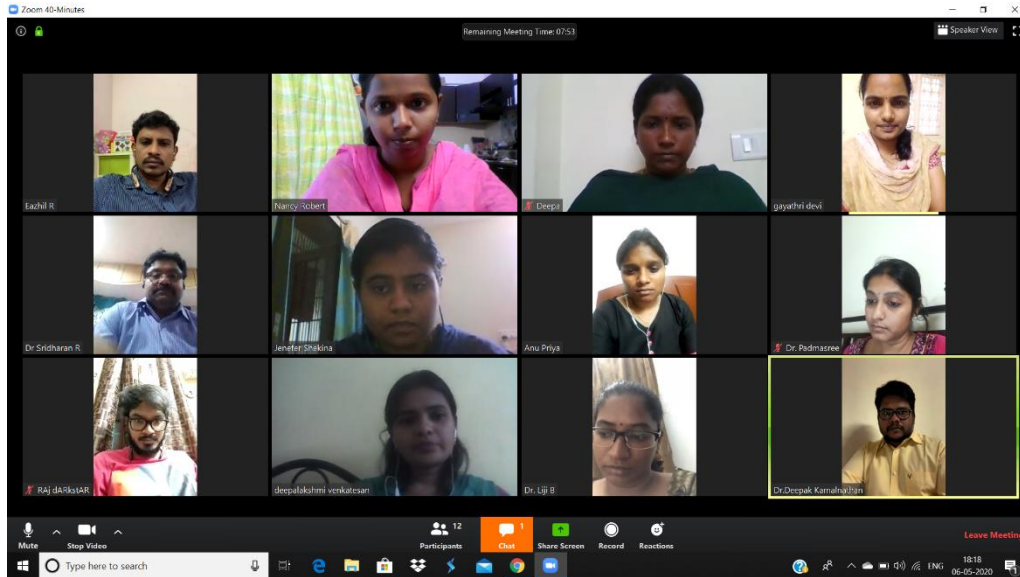 Zoom 40-Minutes
Remaining Meeting Time: 07:53
Speaker View
Eazhil R
Nancy Robert
Deepa
gayathri devi
Dr Sridharan R
Jeneter Shakina
Anu Priya
Dr. Padmasree
RAj dARkstAR
deepalakshmi venkatesan
Dr. Liji B
Dr.Deepak Kamalnathan
Mute
Stop Video
Participants
12
Chat
1
Share Screen
Record
Reactions
Leave Meetin
Type here to search
ENG
18:18
06-05-2020